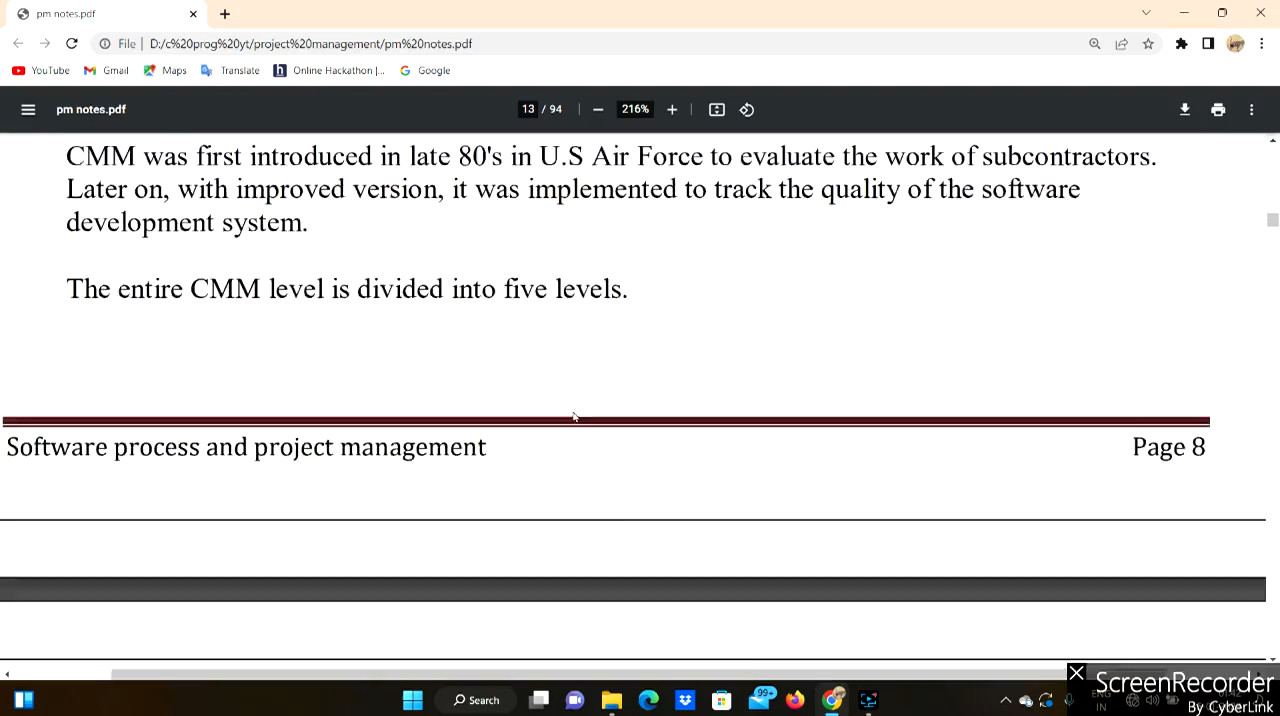 pm notes.pdf
File D:/c%20prog%20yt/project%20management/pm%20notes.pdf
YouTube Gmail Maps Translate Online Hackathon |... Google
pm notes.pdf 13 / 94 216%
CMM was first introduced in late 80's in U.S Air Force to evaluate the work of subcontractors.
Later on, with improved version, it was implemented to track the quality of the software
development system.
The entire CMM level is divided into five levels.
Software process and project management Page 8
Search 99+ ENG IN
ScreenRecorder
By CyberLink